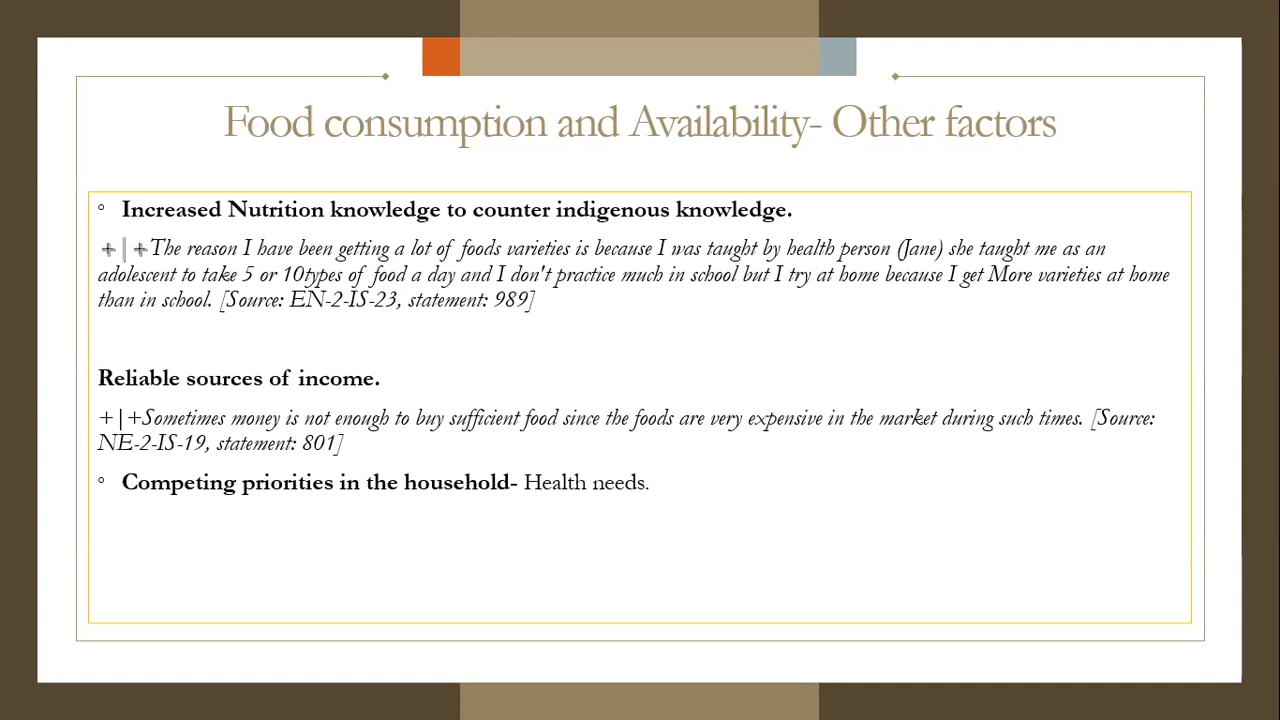 Food consumption and Availability- Other factors
° Increased Nutrition knowledge to counter indigenous knowledge.
+|+The reason I have been getting a lot of foods varieties is because I was taught by health person (Jane) she taught me as an
adolescent to take 5 or 10types of food a day and I don't practice much in school but I try at home because I get More varieties at home
than in school. [Source: EN-2-IS-23, statement: 989]
Reliable sources of income.
+|+Sometimes money is not enough to buy sufficient food since the foods are very expensive in the market during such times. [Source:
NE-2-IS-19, statement: 801]
° Competing priorities in the household- Health needs.